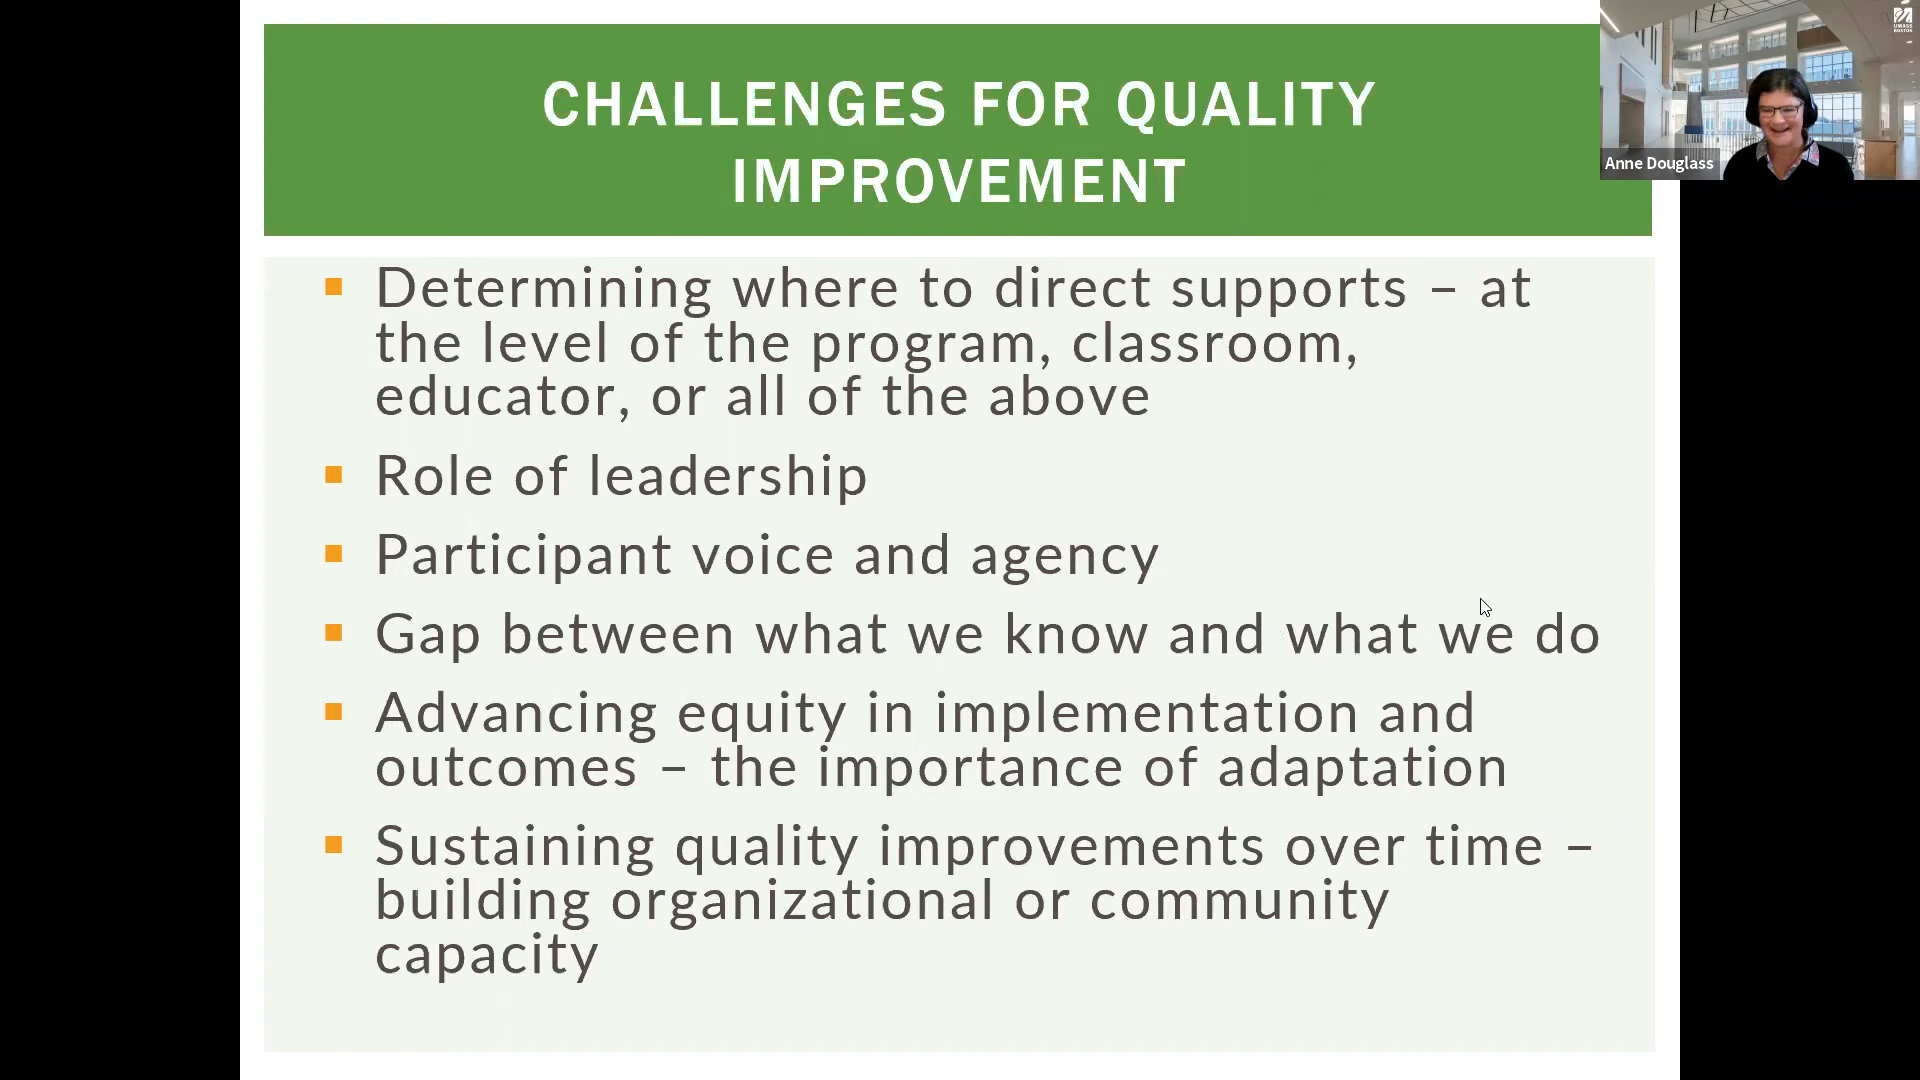 CHALLENGES FOR QUALITY
IMPROVEMENT
UMASS
BOSTON
Anne Douglass
Determining where to direct supports – at
the level of the program, classroom,
educator, or all of the above
Role of leadership
Participant voice and agency
Gap between what we know and what we do
Advancing equity in implementation and
outcomes – the importance of adaptation
Sustaining quality improvements over time –
building organizational or community
capacity